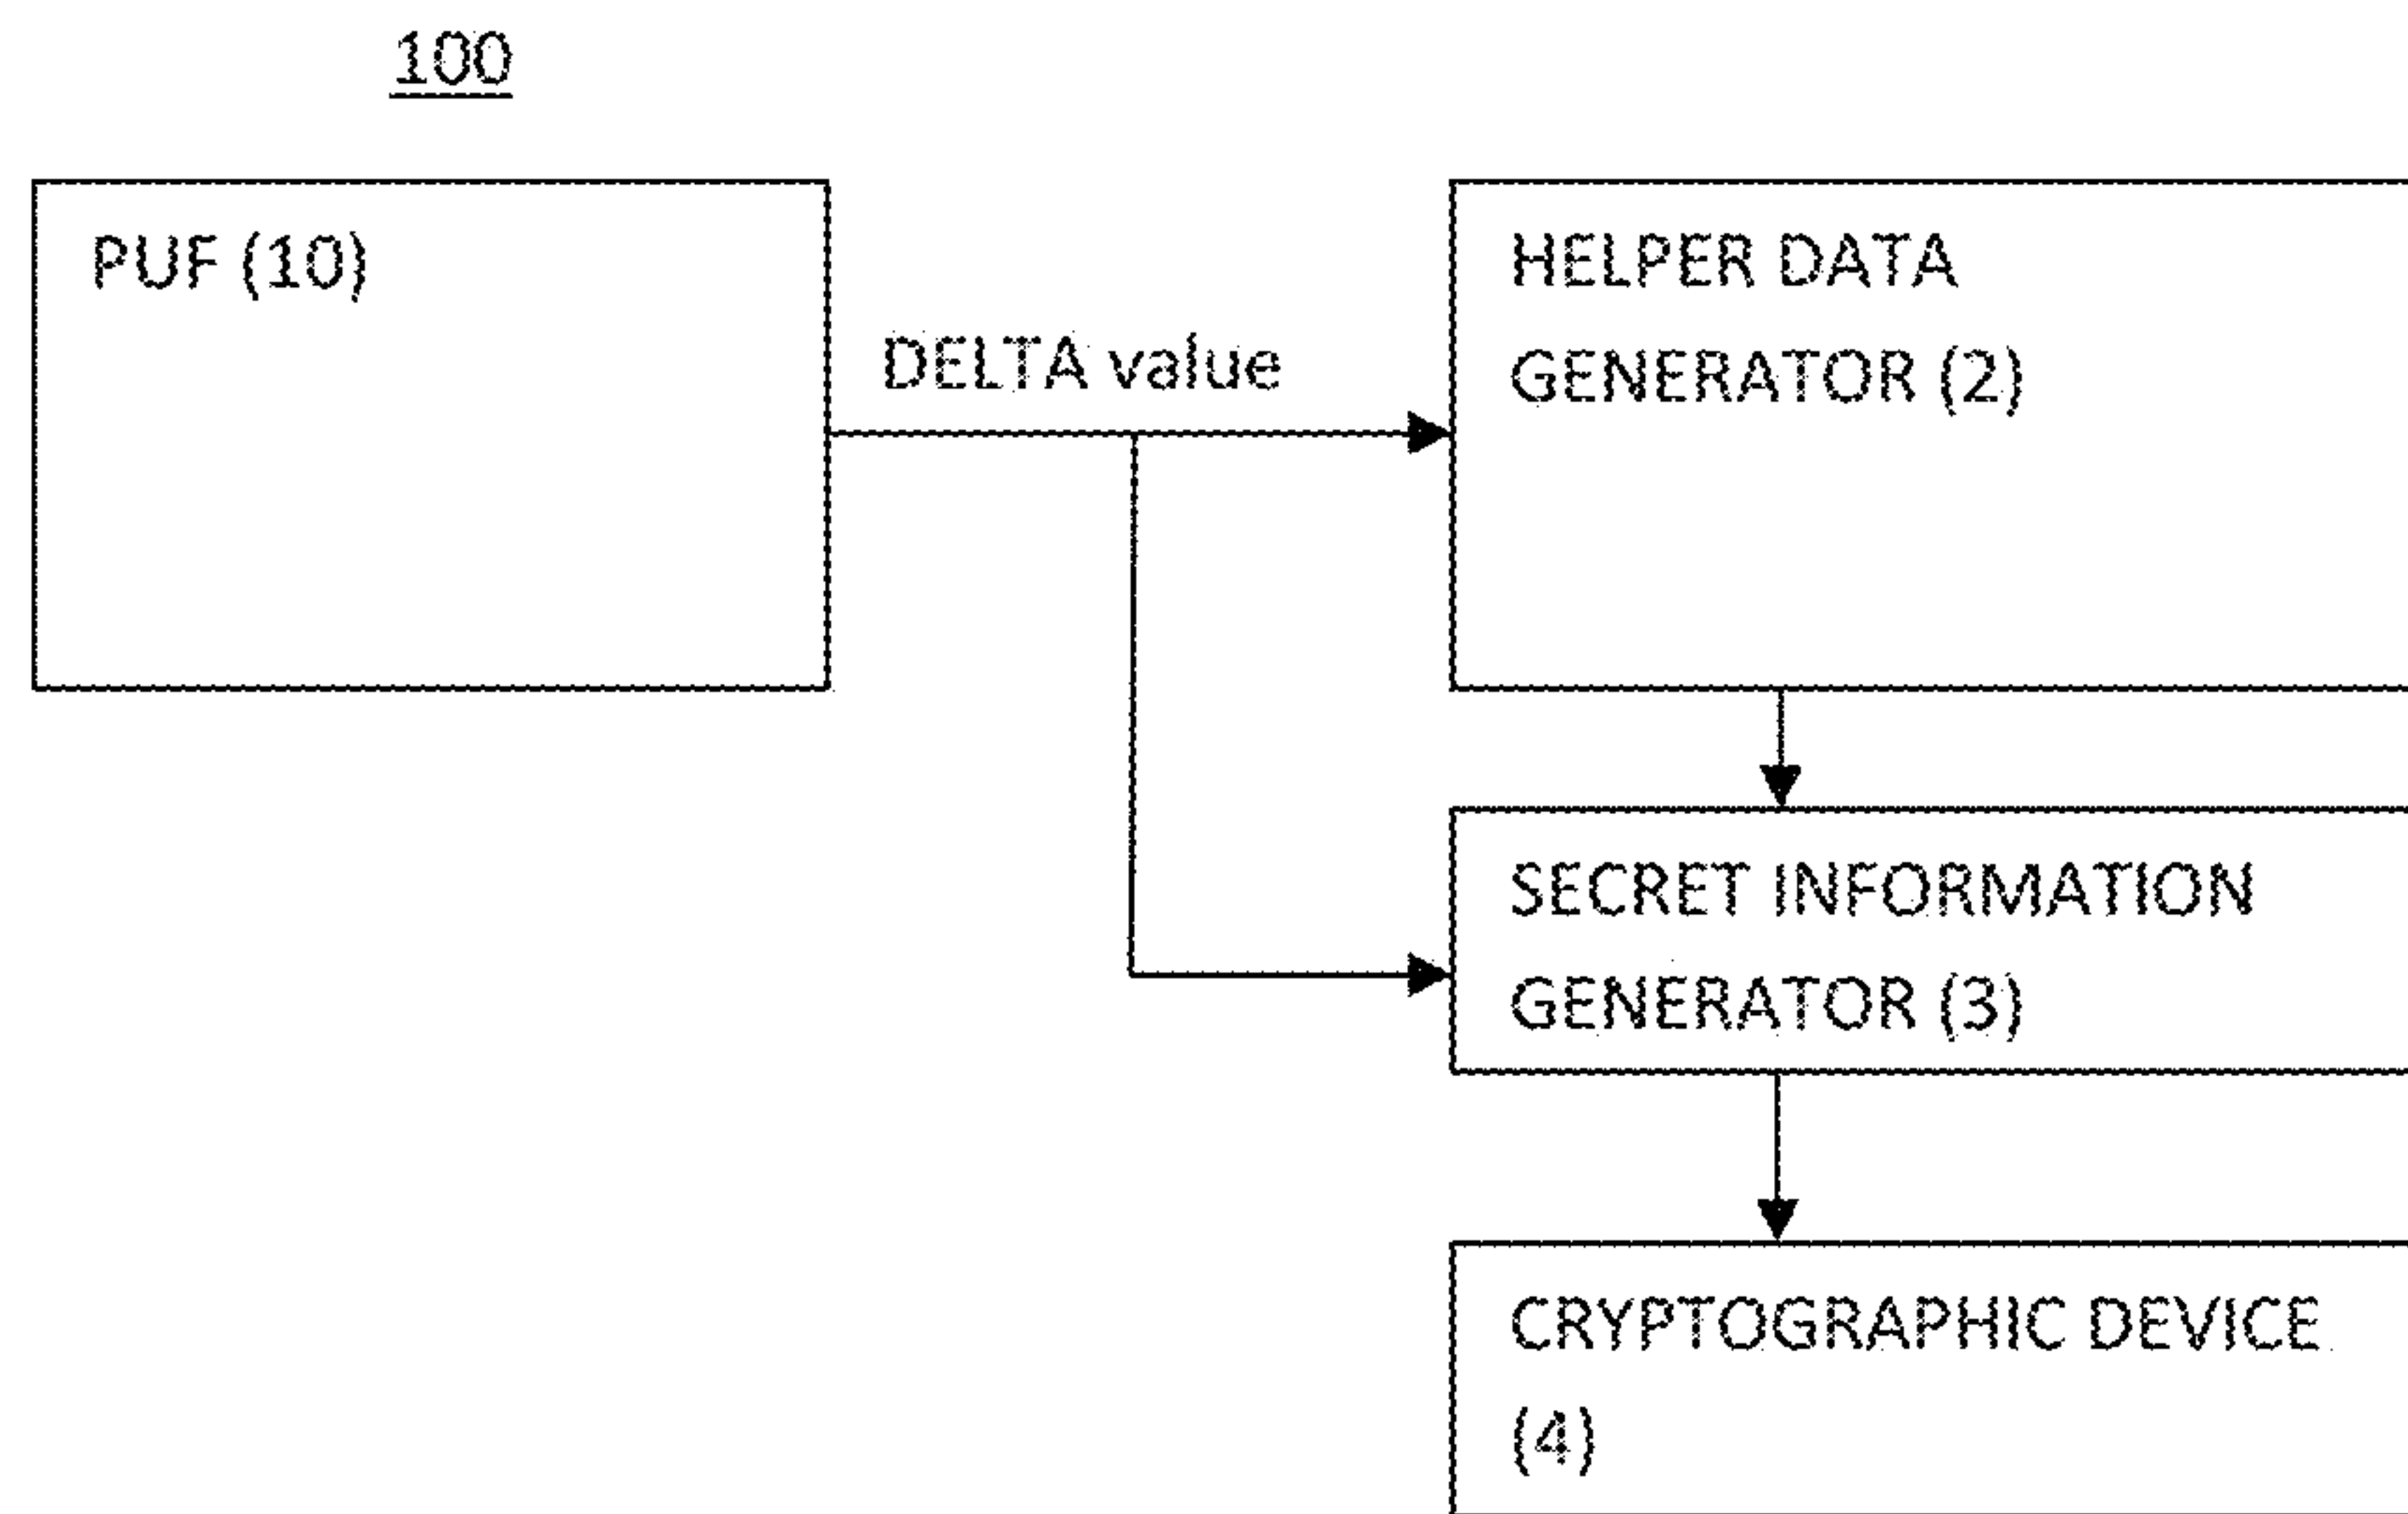 100
PUF (10)
DELTA value
HELPER DATA
GENERATOR (2)
SECRET INFORMATION
GENERATOR (3)
CRYPTOGRAPHIC DEVICE
(4)